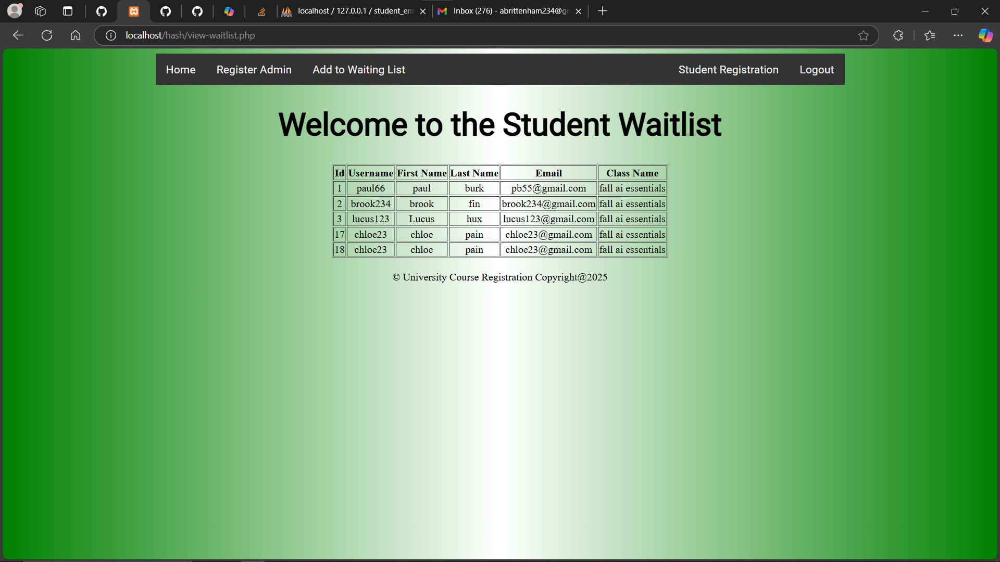 localhost / 127.0.0.1 / student_enr
Inbox (276) - abrittenham234@gr
localhost/hash/view-waitlist.php
Home Register Admin Add to Waiting List Student Registration Logout
Welcome to the Student Waitlist
Id Username First Name Last Name Email Class Name
1 paul66 paul burk pb55@gmail.com fall ai essentials
2 brook234 brook fin brook234@gmail.com fall ai essentials
3 lucus123 Lucus hux lucus123@gmail.com fall ai essentials
17 chloe23 chloe pain chloe23@gmail.com fall ai essentials
18 chloe23 chloe pain chloe23@gmail.com fall ai essentials
© University Course Registration Copyright@2025